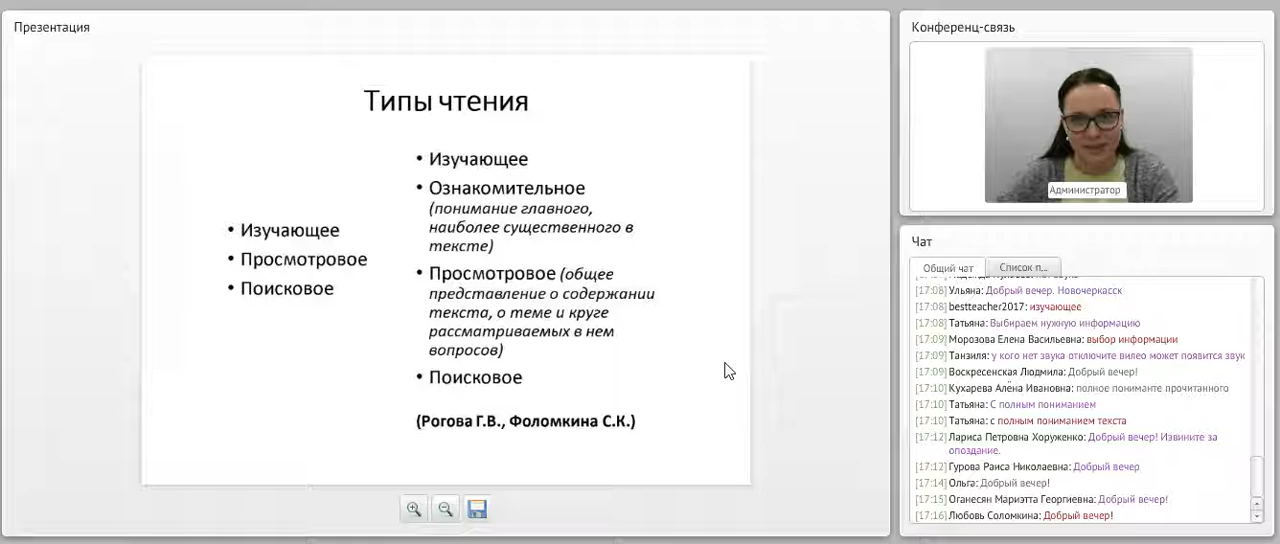 Презентация
Типы чтения
• Изучающее
• Просмотровое
• Поисковое
• Изучающее
• Ознакомительное
(понимание главного,
наиболее существенного в
тексте)
• Просмотровое (общее
представление о содержании
текста, о теме и круге
рассматриваемых в нем
вопросов)
• Поисковое
(Рогова Г.В., Фоломкина С.К.)
Конференц-связь
Администратор
Чат
Общий чат
Список п...
[17:08] Ульяна: Добрый вечер. Новочеркасск
[17:08] bestteacher2017: изучающее
[17:08] Татьяна: Выбираем нужную информацию
[17:09] Морозова Елена Васильевна: выбор информации
[17:09] Танзиля: у кого нет звука отключите вилео может появится звук
[17:09] Воскресенская Людмила: Добрый вечер!
[17:10] Кухарева Алёна Ивановна: полное пониманте прочитанного
[17:10] Татьяна: С полным пониманием
[17:10] Татьяна: с полным пониманием текста
[17:12] Лариса Петровна Хоруженко: Добрый вечер! Извините за
опоздание.
[17:12] Гурова Раиса Николаевна: Добрый вечер
[17:14] Ольга: Добрый вечер!
[17:15] Оганесян Мариэтта Георгиевна: Добрый вечер!
[17:16] Любовь Соломкина: Добрый вечер!